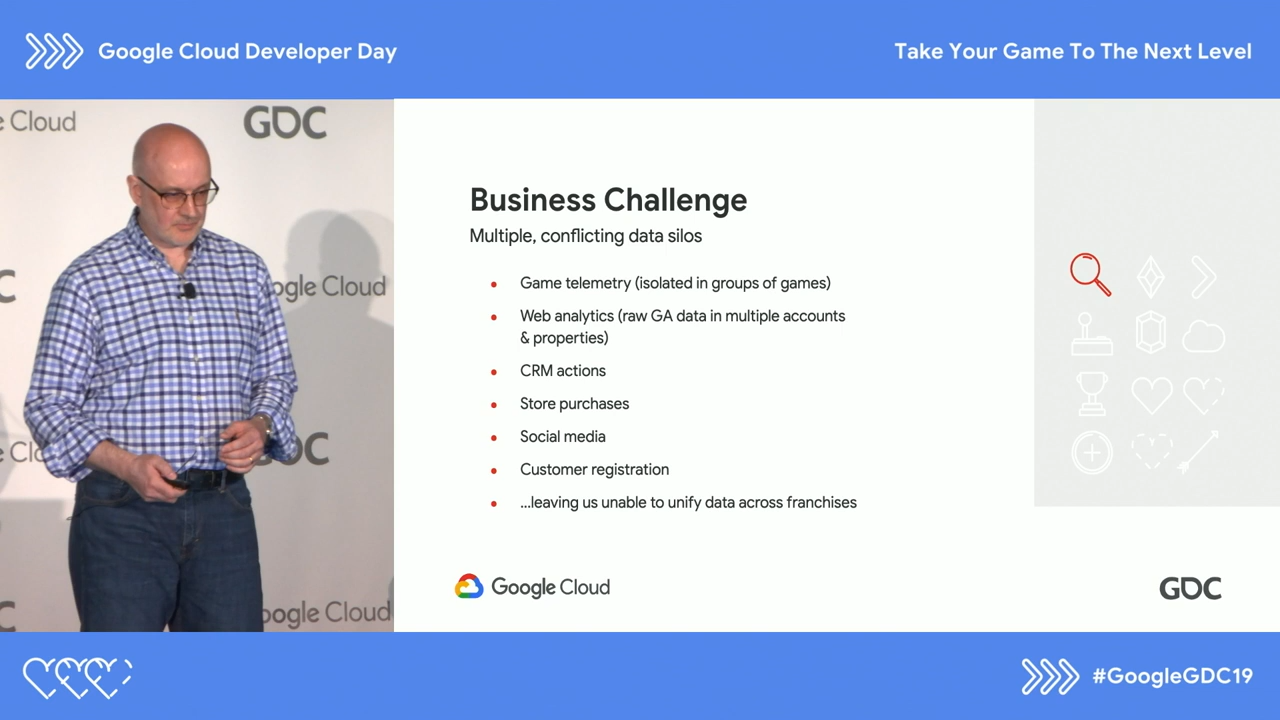 Google Cloud Developer Day
Take Your Game To The Next Level
e Cloud
GDC
C
ogle Cloud
e Clo
GDC
C
oogle Cloud
Business Challenge
Multiple, conflicting data silos
Game telemetry (isolated in groups of games)
Web analytics (raw GA data in multiple accounts
& properties)
CRM actions
Store purchases
Social media
Customer registration
...leaving us unable to unify data across franchises
Google Cloud
GDC
#GoogleGDC19